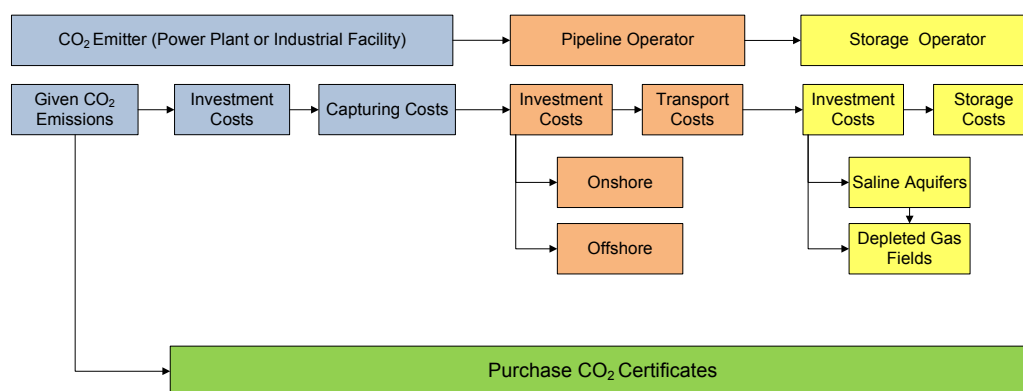 CO₂ Emitter (Power Plant or Industrial Facility)
Pipeline Operator
Storage Operator
Given CO₂
Emissions
Investment
Costs
Capturing Costs
Investment
Costs
Transport
Costs
Investment
Costs
Storage
Costs
Onshore
Saline Aquifers
Offshore
Depleted Gas
Fields
Purchase CO₂ Certificates